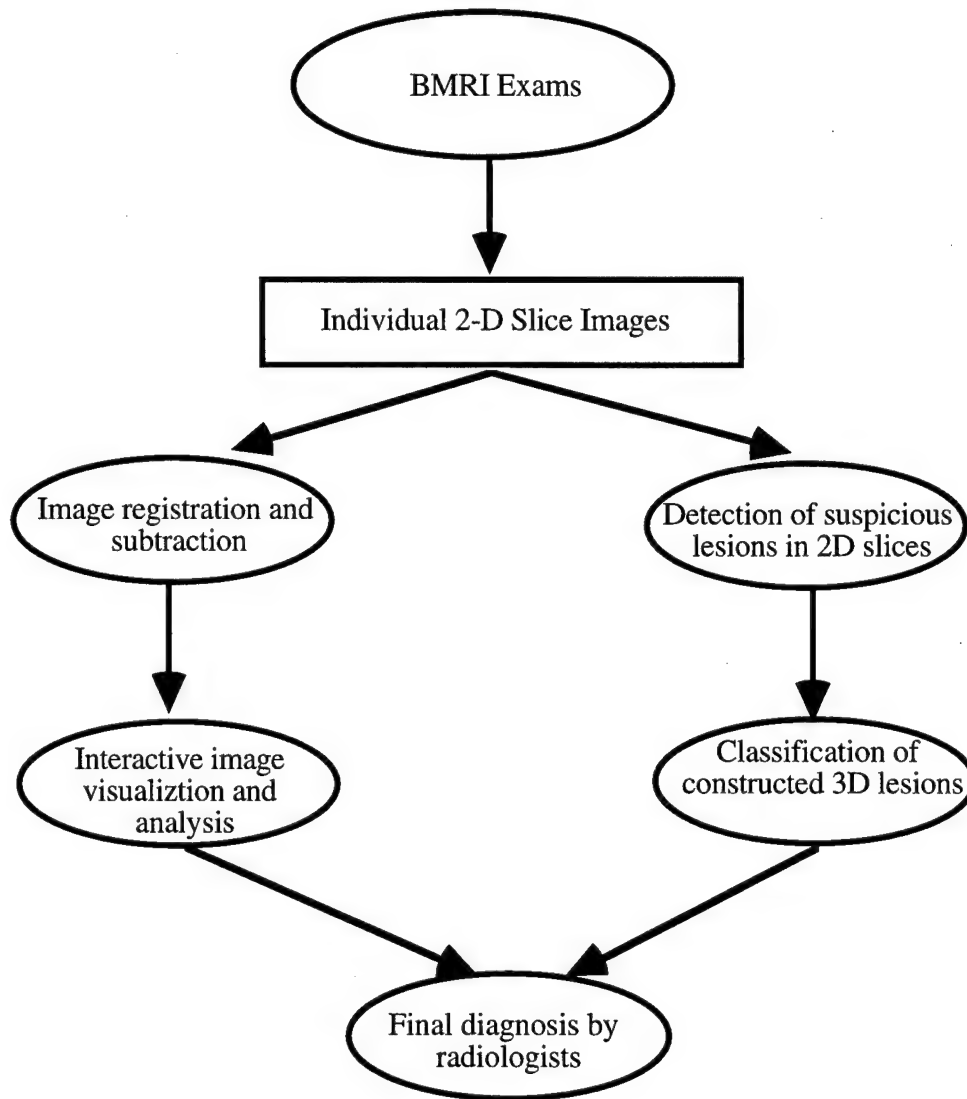 BMRI Exams
Individual 2-D Slice Images
Image registration and
subtraction
Detection of suspicious
lesions in 2D slices
Interactive image
visualiztion and
analysis
Classification of
constructed 3D lesions
Final diagnosis by
radiologists